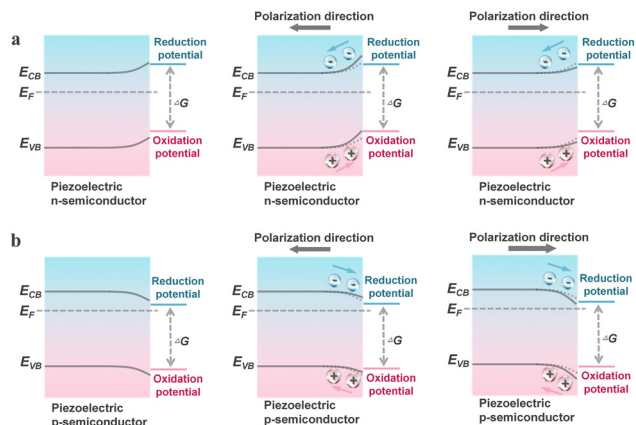 Polarization direction
Polarization direction
a
Reduction
potential
E_CB
E_F
ΔG
E_VB
Oxidation
potential
Piezoelectric
n-semiconductor
Reduction
potential
E_CB
E_F
ΔG
E_VB
Oxidation
potential
Piezoelectric
n-semiconductor
Reduction
potential
E_CB
E_F
ΔG
E_VB
Oxidation
potential
Piezoelectric
n-semiconductor
b
Polarization direction
Polarization direction
Reduction
potential
E_CB
E_F
ΔG
E_VB
Oxidation
potential
Piezoelectric
p-semiconductor
Reduction
potential
E_CB
E_F
ΔG
E_VB
Oxidation
potential
Piezoelectric
p-semiconductor
Reduction
potential
E_CB
E_F
ΔG
E_VB
Oxidation
potential
Piezoelectric
p-semiconductor